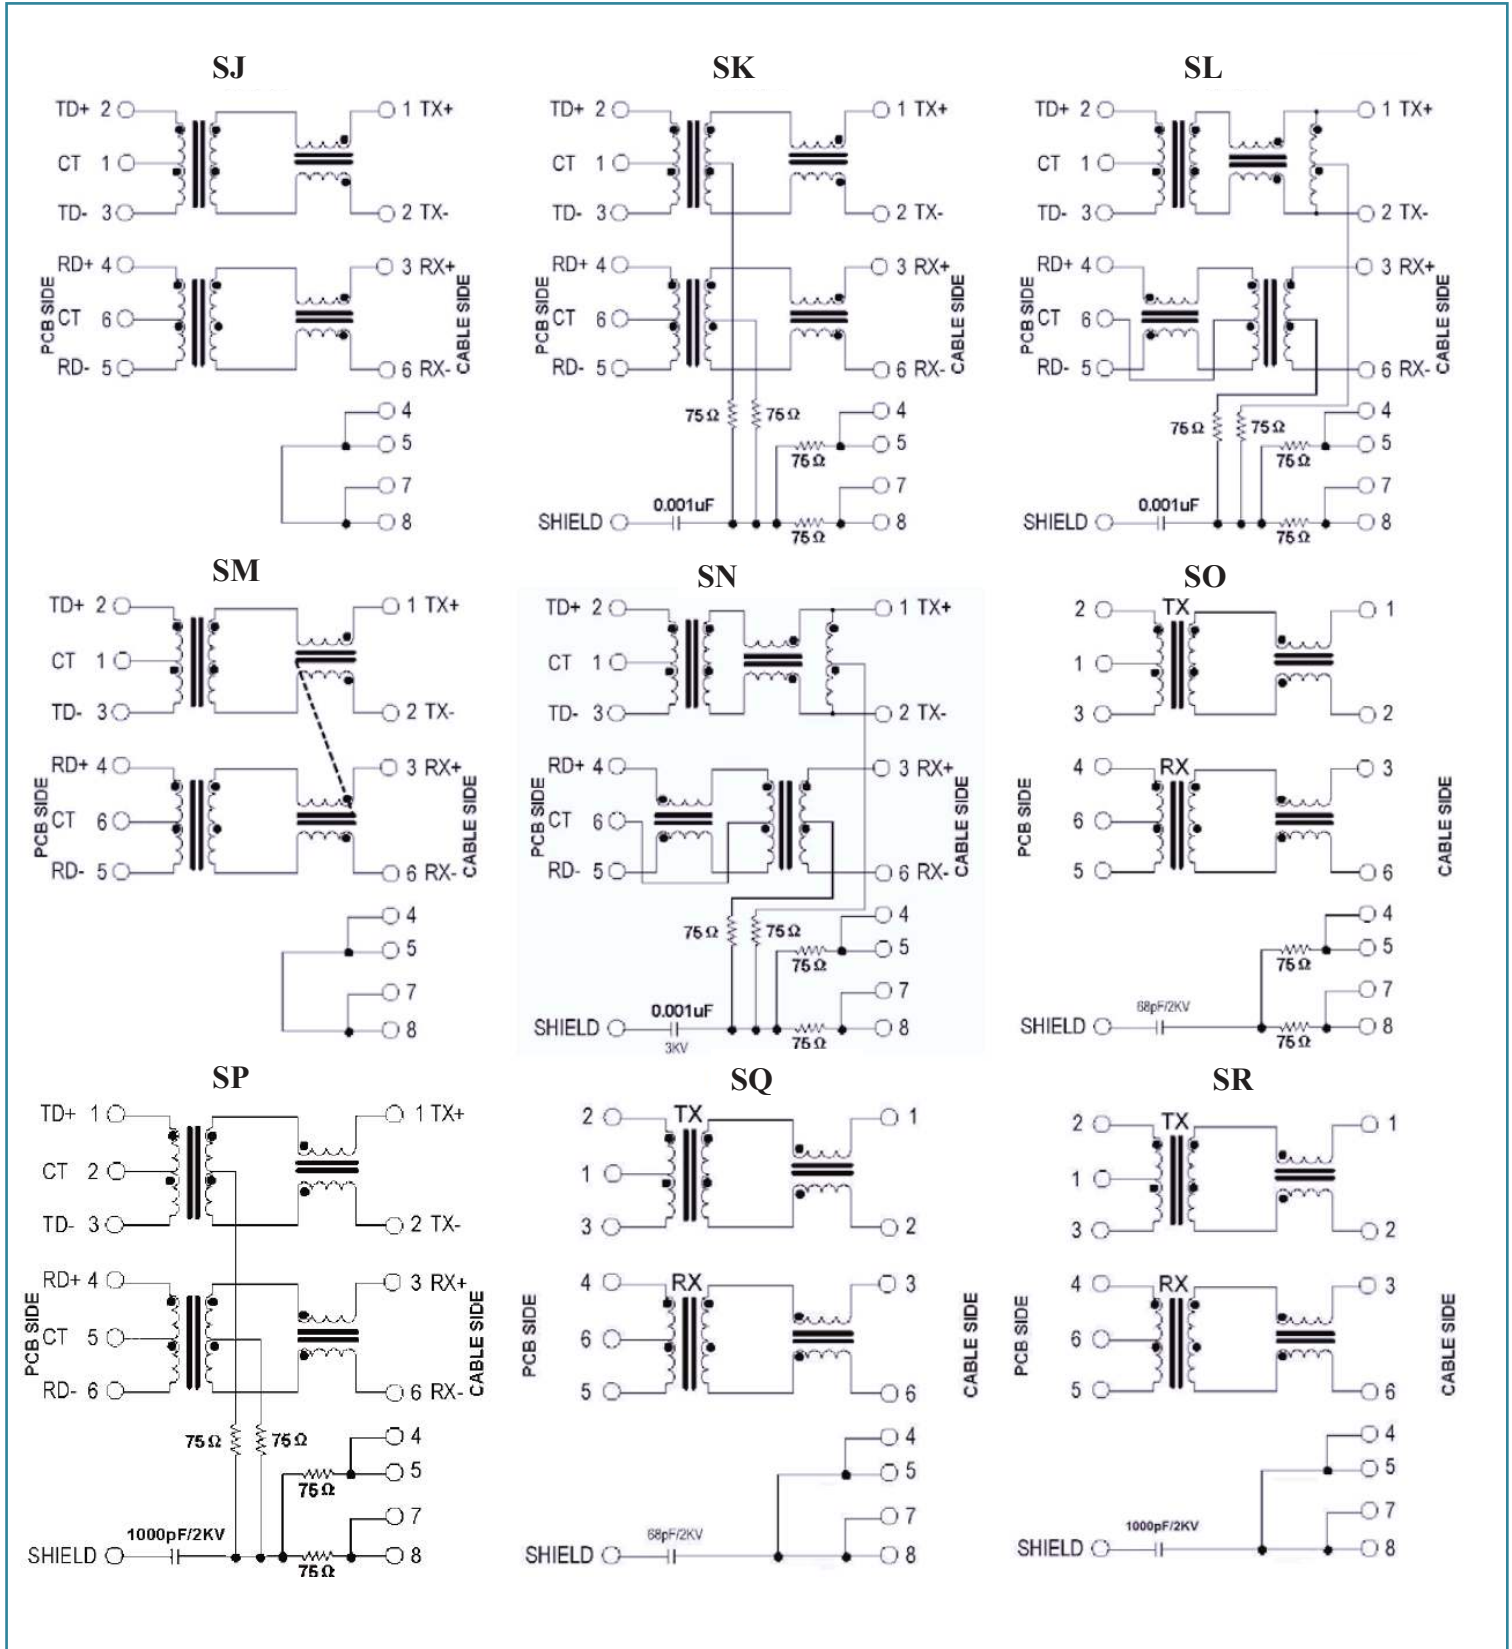 SJ
TD+ 2
1 TX+
CT 1
TD- 3
2 TX-
RD+ 4
3 RX+
PCB SIDE
CT 6
CABLE SIDE
RD- 5
6 RX-
4
5
7
8
SK
TD+ 2
1 TX+
CT 1
TD- 3
2 TX-
RD+ 4
3 RX+
PCB SIDE
CT 6
CABLE SIDE
RD- 5
6 RX-
75Ω 75Ω
4
5
75Ω
7
0.001uF
SHIELD
8
75Ω
SL
TD+ 2
1 TX+
CT 1
TD- 3
2 TX-
RD+ 4
3 RX+
PCB SIDE
CT 6
CABLE SIDE
RD- 5
6 RX-
4
75Ω 75Ω
5
75Ω
7
0.001uF
SHIELD
8
75Ω
SM
TD+ 2
1 TX+
CT 1
TD- 3
2 TX-
RD+ 4
3 RX+
PCB SIDE
CT 6
CABLE SIDE
RD- 5
6 RX-
4
5
7
8
SN
TD+ 2
1 TX+
CT 1
TD- 3
2 TX-
RD+ 4
3 RX+
PCB SIDE
CT 6
CABLE SIDE
RD- 5
6 RX-
4
75Ω 75Ω
5
75Ω
7
0.001uF
SHIELD
8
3KV
75Ω
SO
2
TX
1
1
3
2
4
RX
3
PCB SIDE
6
CABLE SIDE
5
6
4
5
75Ω
7
68pF/2KV
SHIELD
8
75Ω
SP
TD+ 1
1 TX+
CT 2
TD- 3
2 TX-
RD+ 4
3 RX+
PCB SIDE
CT 5
CABLE SIDE
RD- 6
6 RX-
4
75Ω 75Ω
5
75Ω
7
1000pF/2KV
SHIELD
8
75Ω
SQ
2
TX
1
1
3
2
4
RX
3
PCB SIDE
6
CABLE SIDE
5
6
4
5
7
68pF/2KV
SHIELD
8
SR
2
TX
1
1
3
2
4
RX
3
PCB SIDE
6
CABLE SIDE
5
6
4
5
7
1000pF/2KV
SHIELD
8